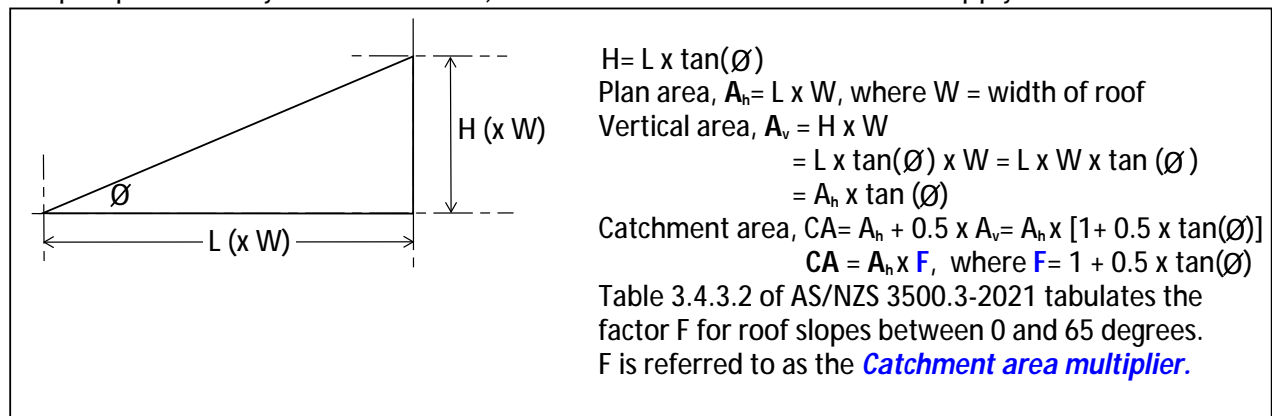 H (x W)
Ø
L (x W)
H= L x tan(Ø)
Plan area, Aₕ= L x W, where W = width of roof
Vertical area, Aᵥ = H x W
= L x tan(Ø) x W = L x W x tan (Ø)
= Aₕ x tan (Ø)
Catchment area, CA= Aₕ + 0.5 x Aᵥ= Aₕ x [1+ 0.5 x tan(Ø)]
CA = Aₕ x F, where F= 1 + 0.5 x tan(Ø)
Table 3.4.3.2 of AS/NZS 3500.3-2021 tabulates the
factor F for roof slopes between 0 and 65 degrees.
F is referred to as the Catchment area multiplier.